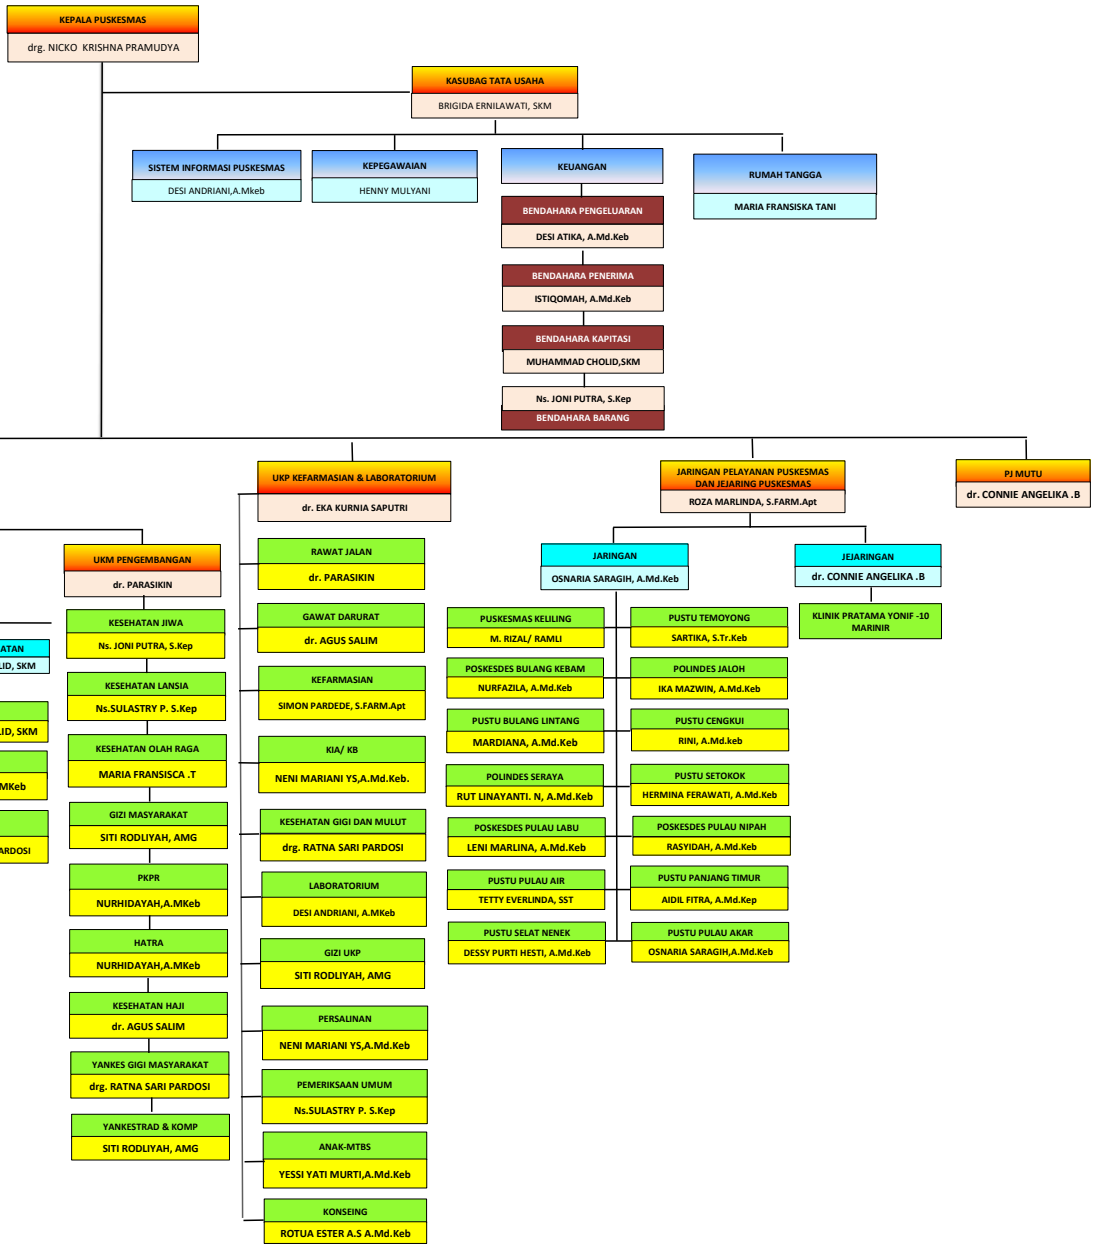 KEPALA PUSKESMAS
drg. NICKO KRISHNA PRAMUDYA
KASUBAG TATA USAHA
BRIGIDA ERNILAWATI, SKM
SISTEM INFORMASI PUSKESMAS
DESI ANDRIANI,A.Mkeb
KEPEGAWAIAN
HENNY MULYANI
KEUANGAN
RUMAH TANGGA
MARIA FRANSISKA TANI
BENDAHARA PENGELUARAN
DESI ATIKA, A.Md.Keb
BENDAHARA PENERIMA
ISTIQOMAH, A.Md.Keb
BENDAHARA KAPITASI
MUHAMMAD CHOLID,SKM
Ns. JONI PUTRA, S.Kep
BENDAHARA BARANG
UKP KEFARMASIAN & LABORATORIUM
dr. EKA KURNIA SAPUTRI
JARINGAN PELAYANAN PUSKESMAS
DAN JEJARING PUSKESMAS
ROZA MARLINDA, S.FARM.Apt
PJ MUTU
dr. CONNIE ANGELIKA .B
ATAN
LID, SKM
LID, SKM
MKeb
ARDOSI
UKM PENGEMBANGAN
dr. PARASIKIN
KESEHATAN JIWA
Ns. JONI PUTRA, S.Kep
KESEHATAN LANSIA
Ns.SULASTRY P. S.Kep
KESEHATAN OLAH RAGA
MARIA FRANSISCA .T
GIZI MASYARAKAT
SITI RODLIYAH, AMG
PKPR
NURHIDAYAH,A.MKeb
HATRA
NURHIDAYAH,A.MKeb
KESEHATAN HAJI
dr. AGUS SALIM
YANKES GIGI MASYARAKAT
drg. RATNA SARI PARDOSI
YANKESTRAD & KOMP
SITI RODLIYAH, AMG
RAWAT JALAN
dr. PARASIKIN
GAWAT DARURAT
dr. AGUS SALIM
KEFARMASIAN
SIMON PARDEDE, S.FARM.Apt
KIA/ KB
NENI MARIANI YS,A.Md.Keb.
KESEHATAN GIGI DAN MULUT
drg. RATNA SARI PARDOSI
LABORATORIUM
DESI ANDRIANI, A.MKeb
GIZI UKP
SITI RODLIYAH, AMG
PERSALINAN
NENI MARIANI YS,A.Md.Keb
PEMERIKSAAN UMUM
Ns.SULASTRY P. S.Kep
ANAK-MTBS
YESSI YATI MURTI,A.Md.Keb
KONSEING
ROTUA ESTER A.S A.Md.Keb
JARINGAN
OSNARIA SARAGIH, A.Md.Keb
PUSKESMAS KELILING
M. RIZAL/ RAMLI
POSKESDES BULANG KEBAM
NURFAZILA, A.Md.Keb
PUSTU BULANG LINTANG
MARDIANA, A.Md.Keb
POLINDES SERAYA
RUT LINAYANTI. N, A.Md.Keb
POSKESDES PULAU LABU
LENI MARLINA, A.Md.Keb
PUSTU PULAU AIR
TETTY EVERLINDA, SST
PUSTU SELAT NENEK
DESSY PURTI HESTI, A.Md.Keb
PUSTU TEMOYONG
SARTIKA, S.Tr.Keb
POLINDES JALOH
IKA MAZWIN, A.Md.Keb
PUSTU CENGKUI
RINI, A.Md.keb
PUSTU SETOKOK
HERMINA FERAWATI, A.Md.Keb
POSKESDES PULAU NIPAH
RASYIDAH, A.Md.Keb
PUSTU PANJANG TIMUR
AIDIL FITRA, A.Md.Kep
PUSTU PULAU AKAR
OSNARIA SARAGIH,A.Md.Keb
JEJARINGAN
dr. CONNIE ANGELIKA .B
KLINIK PRATAMA YONIF -10
MARINIR